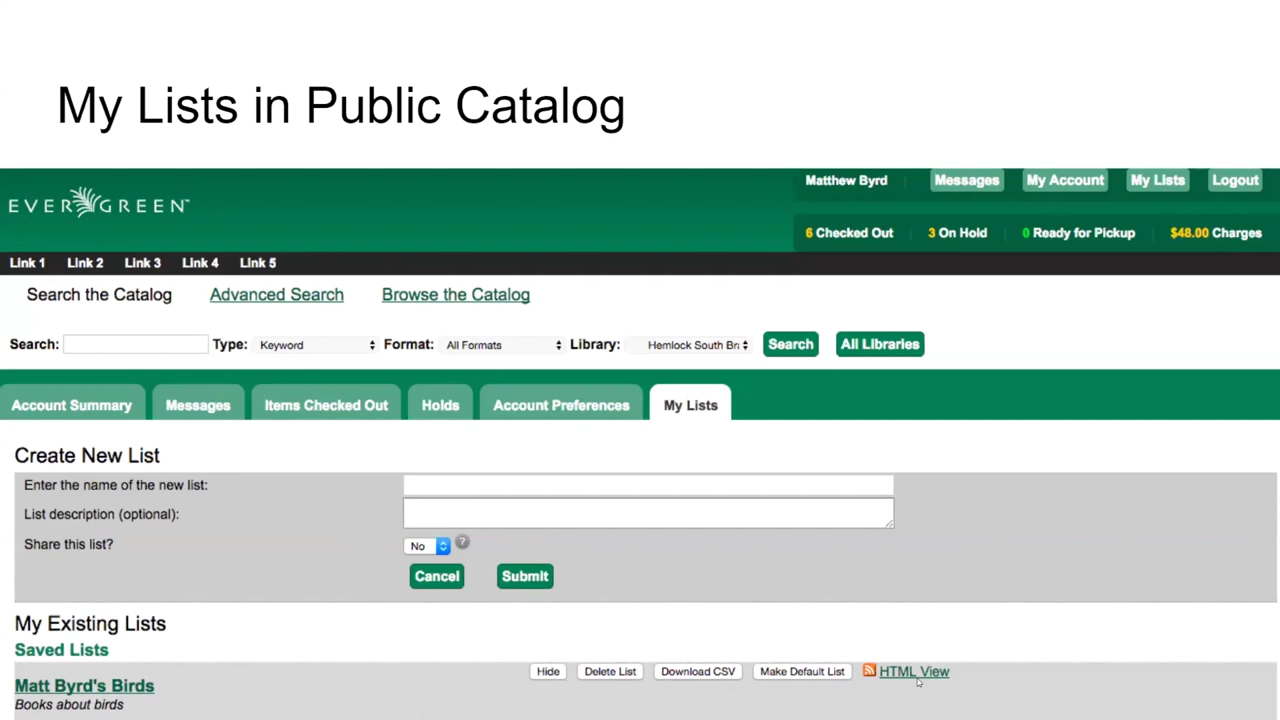 My Lists in Public Catalog
EVERGREEN™
Matthew Byrd Messages My Account My Lists Logout
6 Checked Out 3 On Hold 0 Ready for Pickup $48.00 Charges
Link 1 Link 2 Link 3 Link 4 Link 5
Search the Catalog Advanced Search Browse the Catalog
Search: Type: Keyword Format: All Formats Library: Hemlock South Bra Search All Libraries
Account Summary Messages Items Checked Out Holds Account Preferences My Lists
Create New List
Enter the name of the new list:
List description (optional):
Share this list? No ?
Cancel Submit
My Existing Lists
Saved Lists
Hide Delete List Download CSV Make Default List HTML View
Matt Byrd's Birds
Books about birds